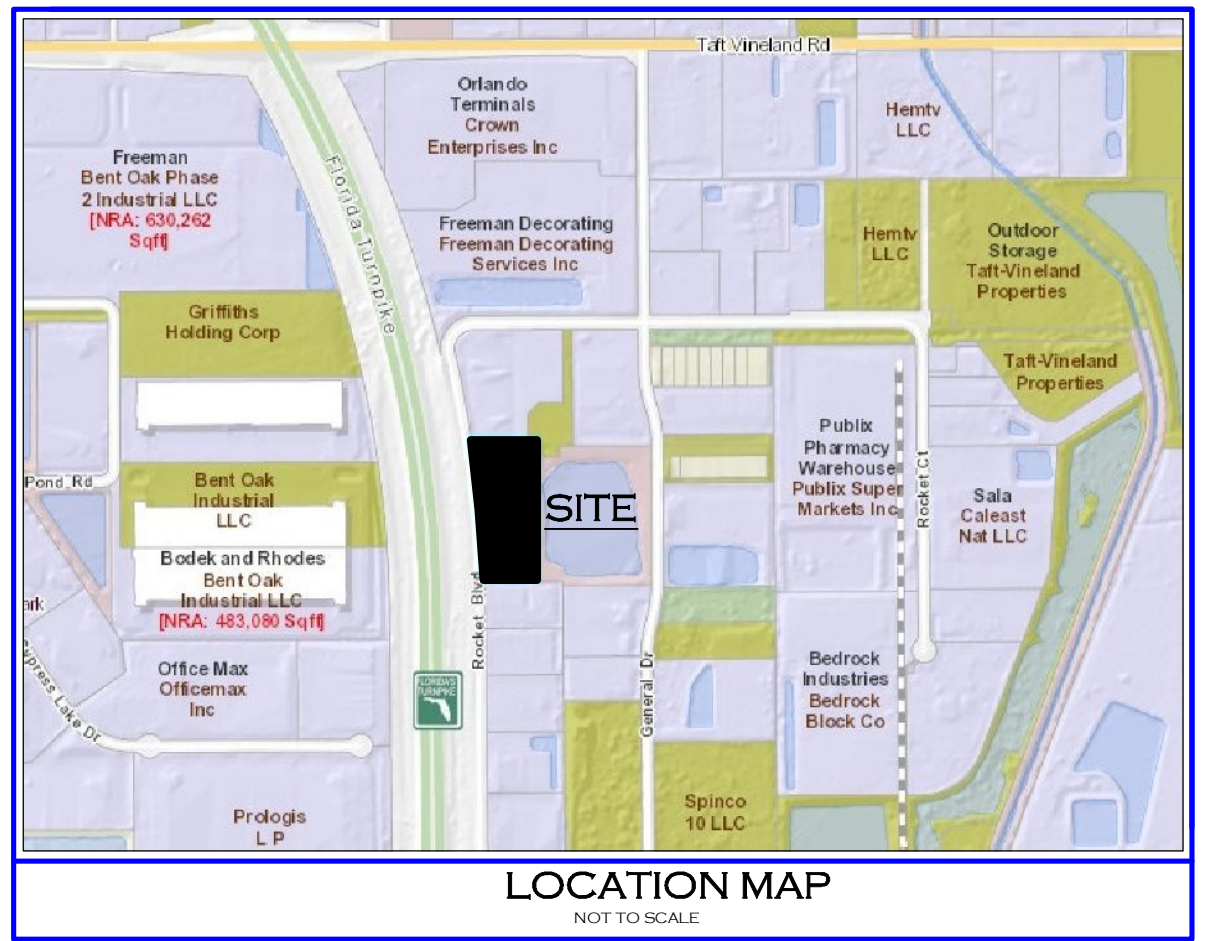 Taft Vineland Rd
Orlando
Terminals
Crown
Enterprises Inc
Hemtv
LLC
Freeman
Bent Oak Phase
2 Industrial LLC
[NRA: 630,262
Sqft]
Florida Turnpike
Freeman Decorating
Freeman Decorating
Services Inc
Hemtv
LLC
Outdoor
Storage
Taft-Vineland
Properties
Griffiths
Holding Corp
Taft-Vineland
Properties
Publix
Pharmacy
Warehouse
Publix Super
Markets Inc
Rocket Ct
Pond Rd
Bent Oak
Industrial
LLC
SITE
Sala
Caleast
Nat LLC
Bodek and Rhodes
Bent Oak
Industrial LLC
[NRA: 483,080 Sqft]
ark
Rocket Blvd
ypress Lake Dr
Office Max
Officemax
Inc
FLORIDA'S
TURNPIKE
General Dr
Bedrock
Industries
Bedrock
Block Co
Prologis
L P
Spinco
10 LLC
LOCATION MAP
NOT TO SCALE